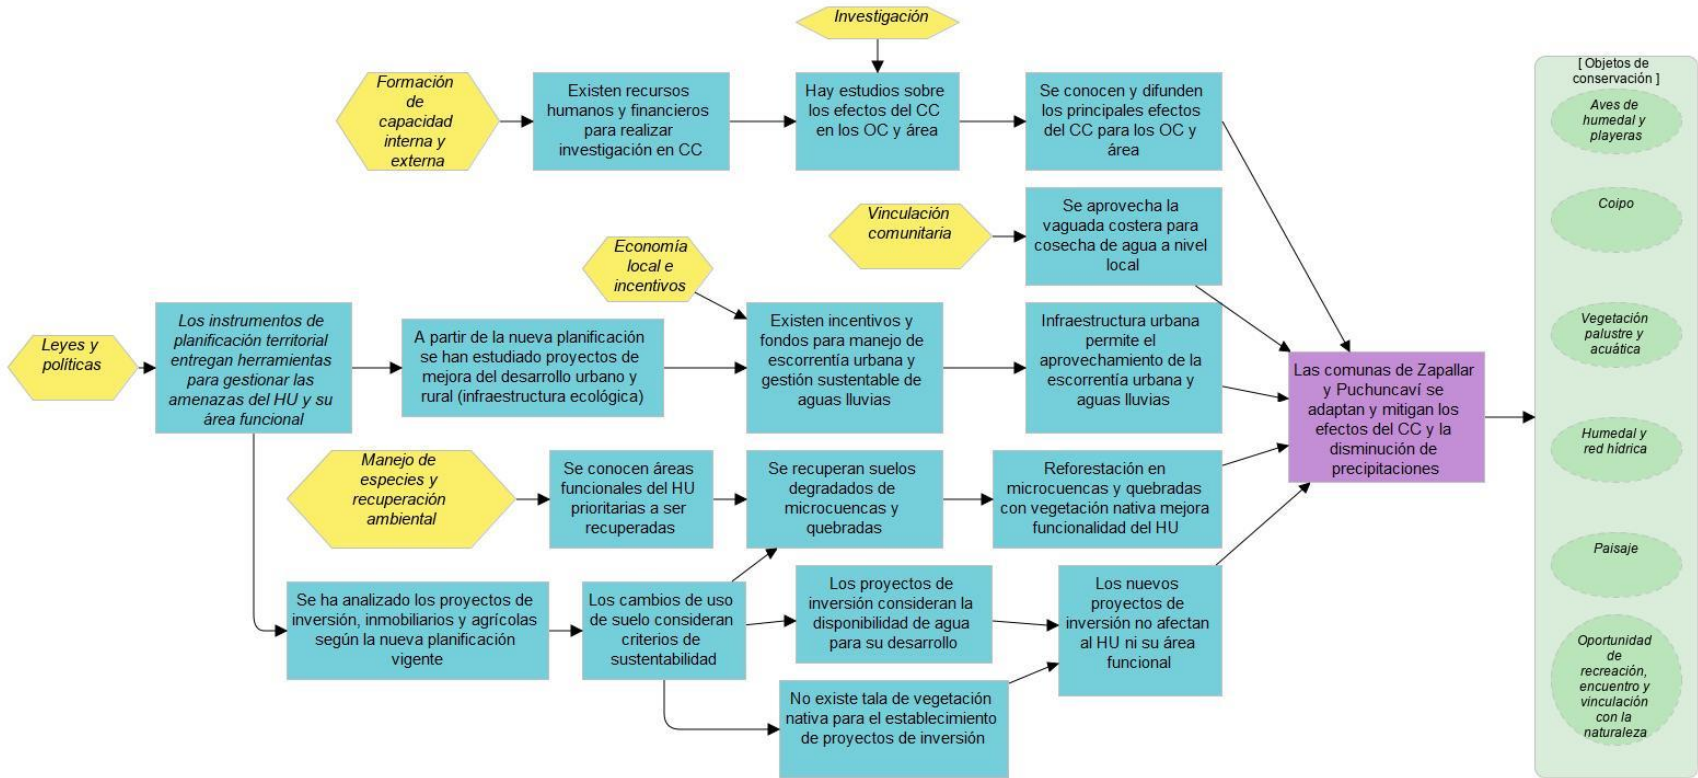 Investigación
Formación
de
capacidad
interna y
externa
Existen recursos
humanos y financieros
para realizar
investigación en CC
Hay estudios sobre
los efectos del CC
en los OC y área
Se conocen y difunden
los principales efectos
del CC para los OC y
área
Vinculación
comunitaria
Se aprovecha la
vaguada costera para
cosecha de agua a nivel
local
Economía
local e
incentivos
Leyes y
políticas
Los instrumentos de
planificación territorial
entregan herramientas
para gestionar las
amenazas del HU y su
área funcional
A partir de la nueva planificación
se han estudiado proyectos de
mejora del desarrollo urbano y
rural (infraestructura ecológica)
Existen incentivos y
fondos para manejo de
escorrentía urbana y
gestión sustentable de
aguas lluvias
Infraestructura urbana
permite el
aprovechamiento de la
escorrentía urbana y
aguas lluvias
Manejo de
especies y
recuperación
ambiental
Se conocen áreas
funcionales del HU
prioritarias a ser
recuperadas
Se recuperan suelos
degradados de
microcuencas y
quebradas
Reforestación en
microcuencas y quebradas
con vegetación nativa mejora
funcionalidad del HU
Se ha analizado los proyectos de
inversión, inmobiliarios y agrícolas
según la nueva planificación
vigente
Los cambios de uso
de suelo consideran
criterios de
sustentabilidad
Los proyectos de
inversión consideran la
disponibilidad de agua
para su desarrollo
No existe tala de vegetación
nativa para el establecimiento
de proyectos de inversión
Los nuevos
proyectos de
inversión no afectan
al HU ni su área
funcional
Las comunas de Zapallar
y Puchuncaví se
adaptan y mitigan los
efectos del CC y la
disminución de
precipitaciones
[ Objetos de
conservación ]
Aves de
humedal y
playeras
Coipo
Vegetación
palustre y
acuática
Humedal y
red hídrica
Paisaje
Oportunidad
de
recreación,
encuentro y
vinculación
con la
naturaleza